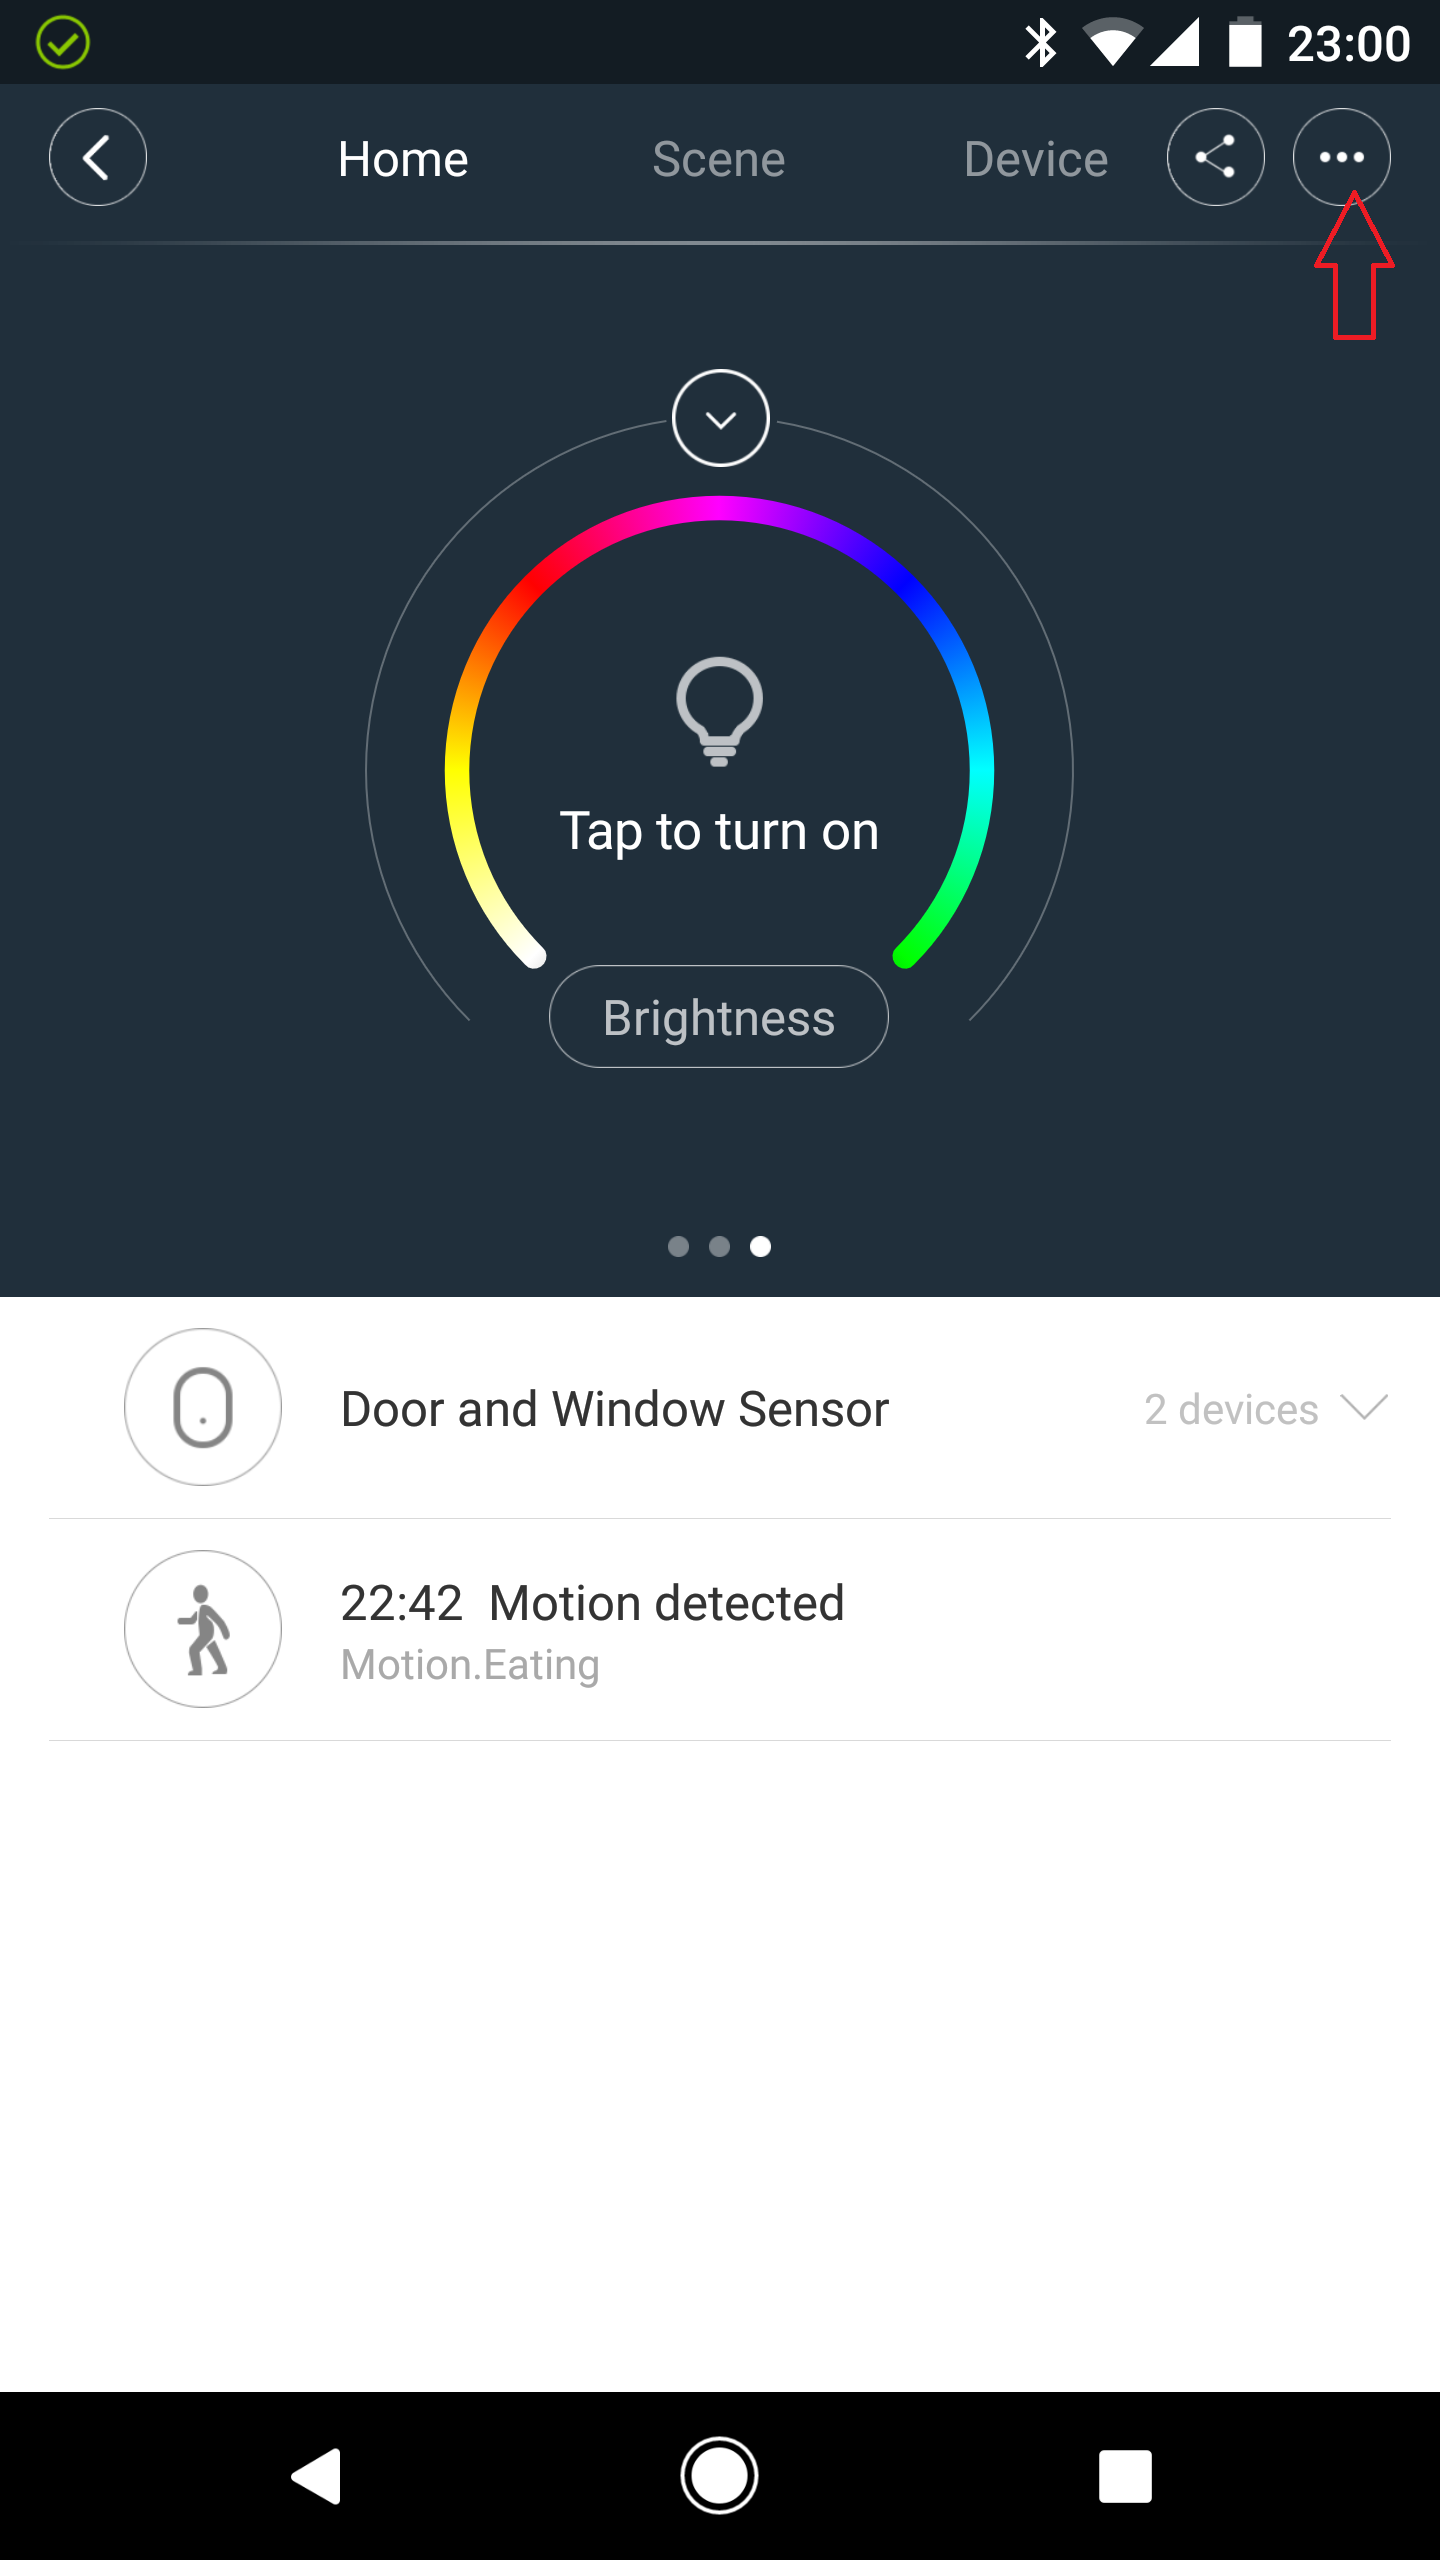 23:00
Home Scene Device
Tap to turn on
Brightness
Door and Window Sensor 2 devices
22:42 Motion detected
Motion.Eating